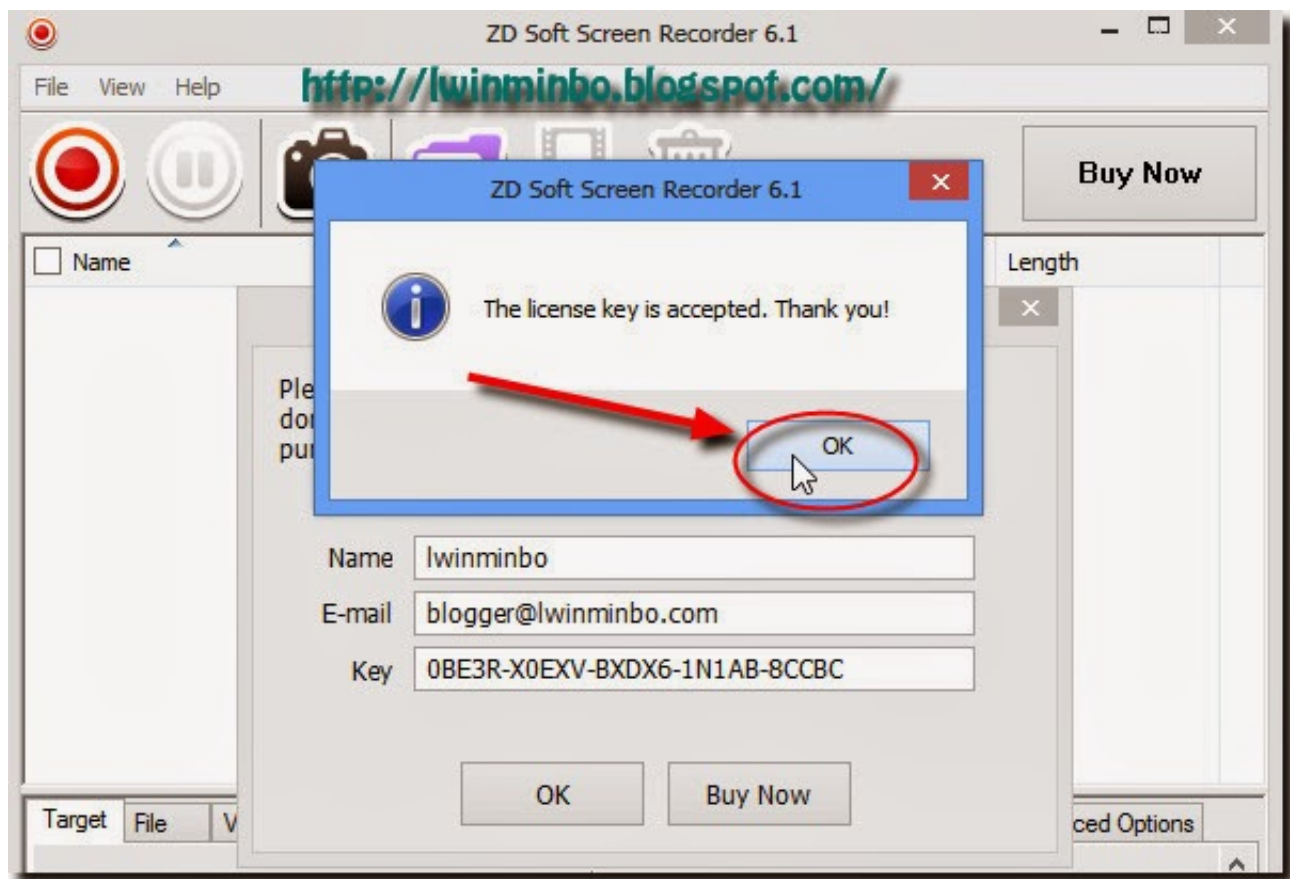 ZD Soft Screen Recorder 6.1
File View Help
http://lwinminbo.blogspot.com/
Buy Now
ZD Soft Screen Recorder 6.1
Name
Length
The license key is accepted. Thank you!
OK
Name lwinminbo
E-mail blogger@lwinminbo.com
Key 0BE3R-X0EXV-BXDX6-1N1AB-8CCBC
OK Buy Now
Target File
Options